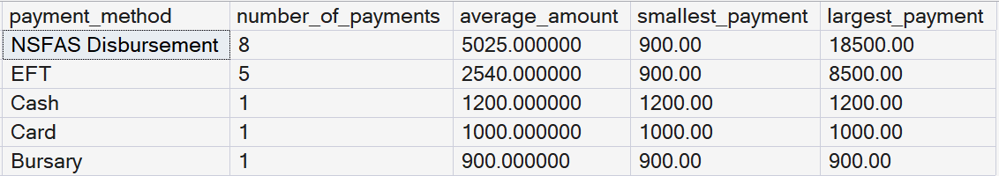 payment_method number_of_payments average_amount smallest_payment largest_payment
NSFAS Disbursement 8 5025.000000 900.00 18500.00
EFT 5 2540.000000 900.00 8500.00
Cash 1 1200.000000 1200.00 1200.00
Card 1 1000.000000 1000.00 1000.00
Bursary 1 900.000000 900.00 900.00